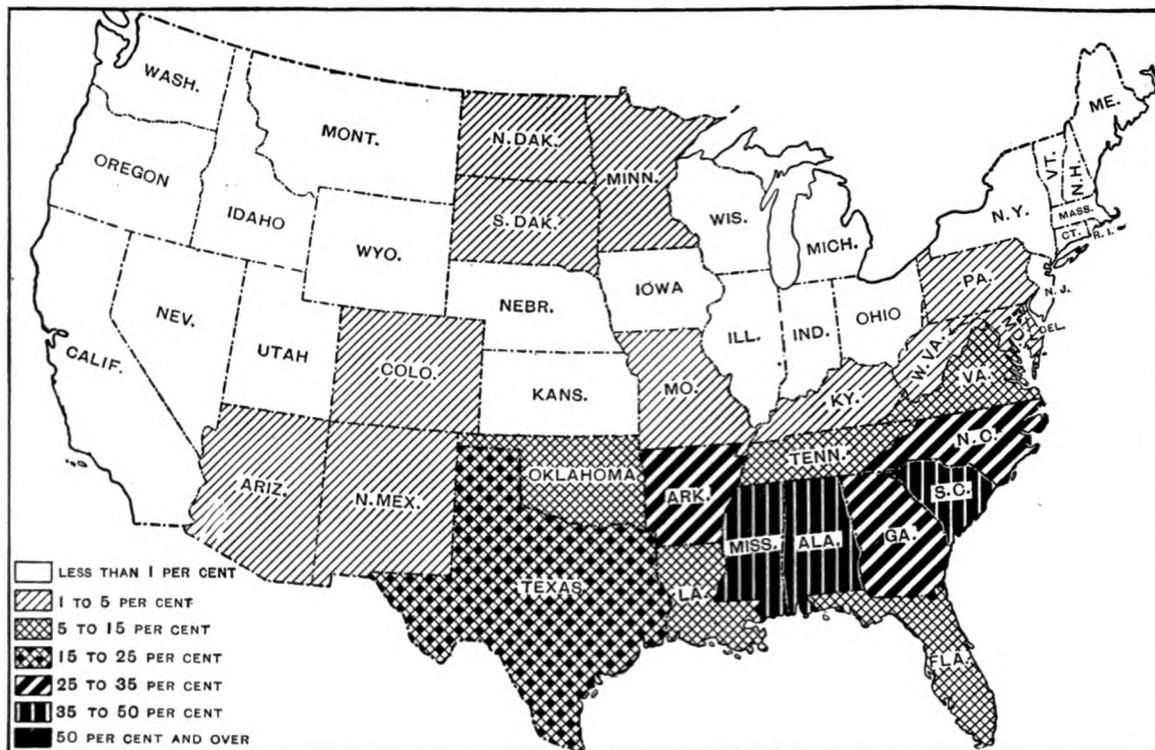 WASH.
MONT.
N.DAK.
MINN.
ME.
OREGON
IDAHO
S.DAK.
WIS.
MICH.
VT.
N.H.
N.Y.
MASS.
CT.
R.I.
WYO.
NEBR.
IOWA
PA.
N.J.
NEV.
UTAH
COLO.
ILL.
IND.
OHIO
W.VA.
MD.
DEL.
CALIF.
KANS.
MO.
KY.
VA.
ARIZ.
N.MEX.
OKLAHOMA
ARK.
TENN.
N.C.
S.C.
TEXAS
LA.
MISS.
ALA.
GA.
FLA.
LESS THAN 1 PER CENT
1 TO 5 PER CENT
5 TO 15 PER CENT
15 TO 25 PER CENT
25 TO 35 PER CENT
35 TO 50 PER CENT
50 PER CENT AND OVER